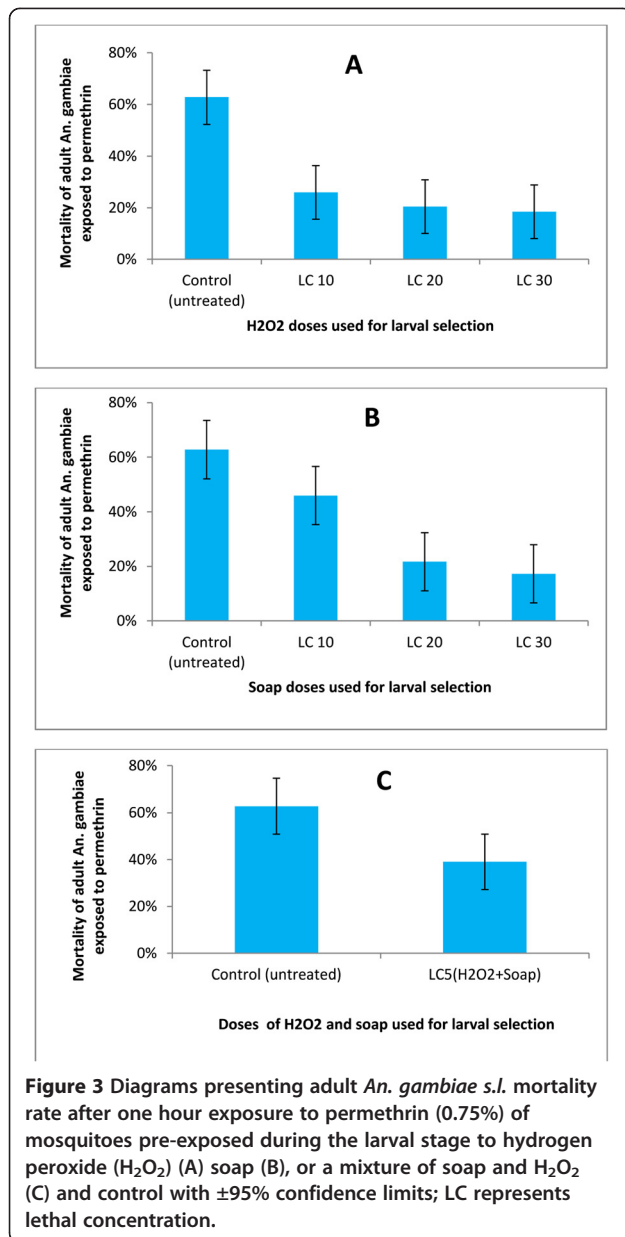 A
Mortality of adult An. gambiae
exposed to permethrin
80%
60%
40%
20%
0%
Control
(untreated)
LC 10
LC 20
LC 30
H2O2 doses used for larval selection
B
Mortality of adult An. gambiae
exposed to permethrin
80%
60%
40%
20%
0%
Control
(untreated)
LC 10
LC 20
LC 30
Soap doses used for larval selection
C
Mortality of adult An. gambiae
exposed to permethrin
80%
60%
40%
20%
0%
Control (untreated)
LC5(H2O2+Soap)
Doses of H2O2 and soap used for larval selection
Figure 3 Diagrams presenting adult An. gambiae s.l. mortality
rate after one hour exposure to permethrin (0.75%) of
mosquitoes pre-exposed during the larval stage to hydrogen
peroxide (H₂O₂) (A) soap (B), or a mixture of soap and H₂O₂
(C) and control with ±95% confidence limits; LC represents
lethal concentration.